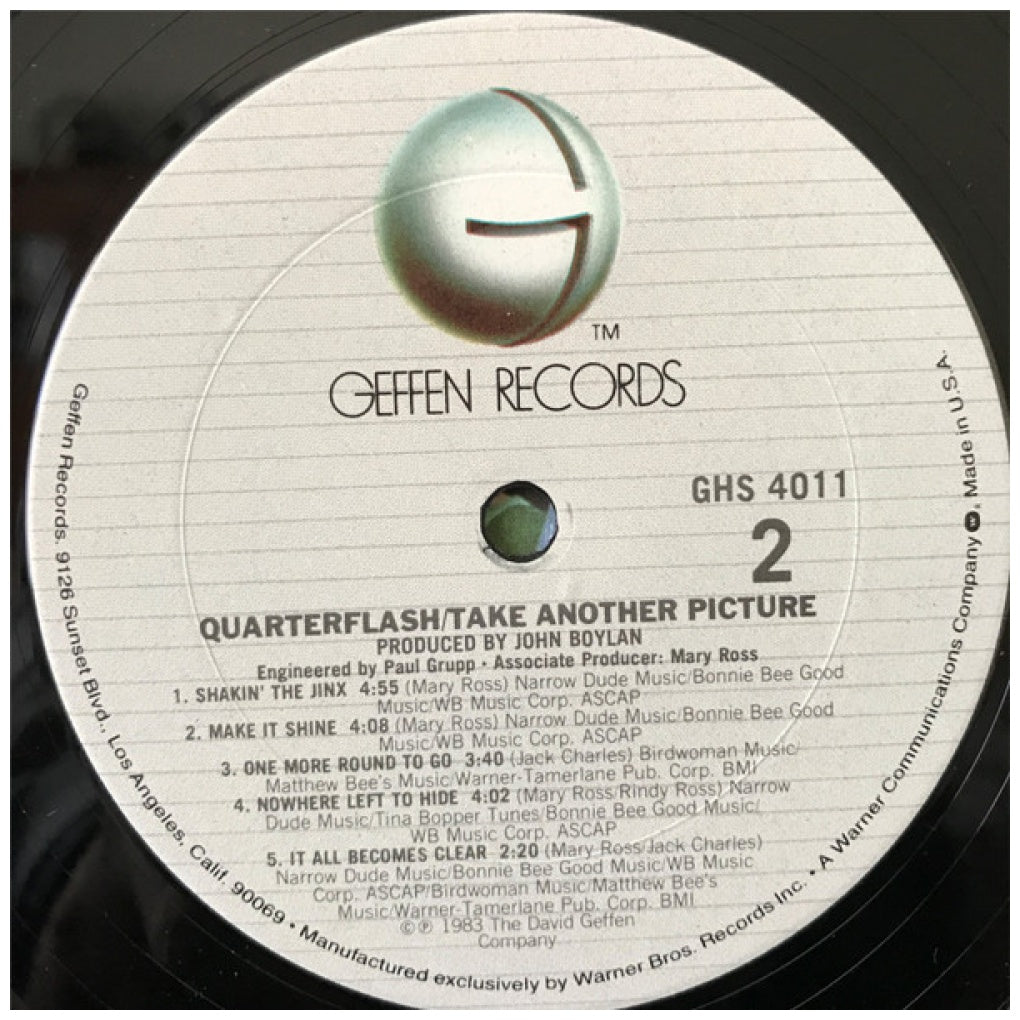 TM
GEFFEN RECORDS
GHS 4011
2
QUARTERFLASH/TAKE ANOTHER PICTURE
PRODUCED BY JOHN BOYLAN
Engineered by Paul Grupp • Associate Producer: Mary Ross
1. SHAKIN' THE JINX 4:55 (Mary Ross) Narrow Dude Music/Bonnie Bee Good
Music/WB Music Corp. ASCAP
2. MAKE IT SHINE 4:08 (Mary Ross) Narrow Dude Music/Bonnie Bee Good
Music/WB Music Corp. ASCAP
3. ONE MORE ROUND TO GO 3:40 (Jack Charles) Birdwoman Music/
Matthew Bee's Music/Warner-Tamerlane Pub. Corp. BMI
4. NOWHERE LEFT TO HIDE 4:02 (Mary Ross/Rindy Ross) Narrow
Dude Music/Tina Bopper Tunes/Bonnie Bee Good Music/
WB Music Corp. ASCAP
5. IT ALL BECOMES CLEAR 2:20 (Mary Ross/Jack Charles)
Narrow Dude Music/Bonnie Bee Good Music/WB Music
Corp. ASCAP/Birdwoman Music/Matthew Bee's
Music/Warner-Tamerlane Pub. Corp. BMI
©℗ 1983 The David Geffen
Company
Geffen Records. 9126 Sunset Blvd., Los Angeles, Calif. 90069 • Manufactured exclusively by Warner Bros. Records Inc. • A Warner Communications Company. Made in U.S.A.